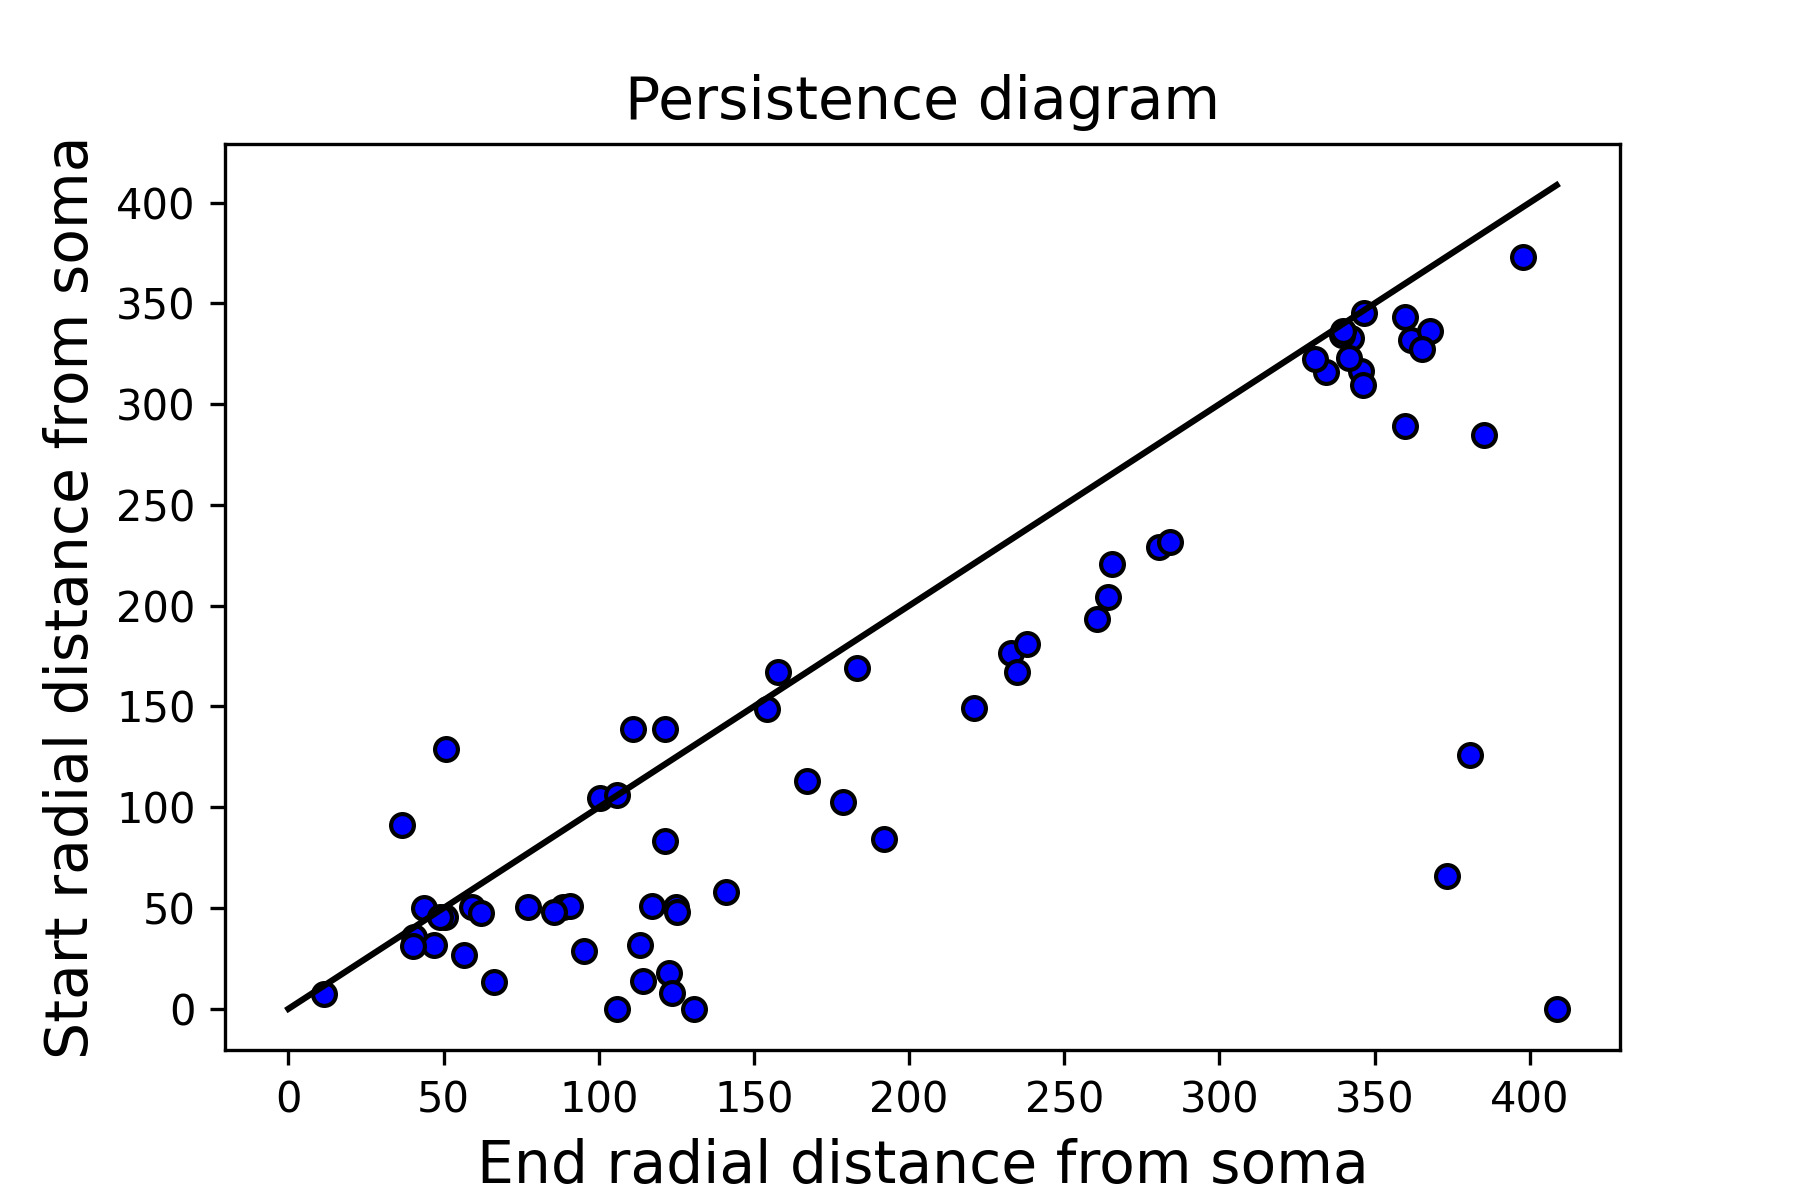 Persistence diagram
Start radial distance from soma
400
350
300
250
200
150
100
50
0
0 50 100 150 200 250 300 350 400
End radial distance from soma